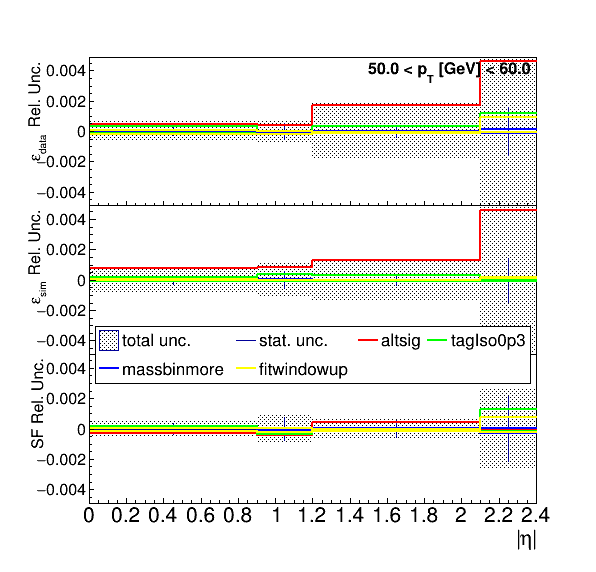 50.0 < p_T [GeV] < 60.0
ε_data Rel. Unc.
0.004
0.002
0
−0.002
−0.004
ε_sim Rel. Unc.
0.004
0.002
0
−0.002
−0.004
total unc. stat. unc. altsig tagIso0p3
massbinmore fitwindowup
SF Rel. Unc.
0.004
0.002
0
−0.002
−0.004
0 0.2 0.4 0.6 0.8 1 1.2 1.4 1.6 1.8 2 2.2 2.4
|η|